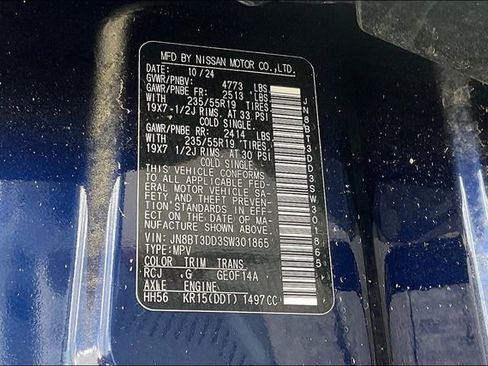 MFD BY NISSAN MOTOR CO.,LTD.
DATE: 10/24
GVWR/PNBV: 4773 LBS
GAWR/PNBE FR: 2513 LBS
WITH 235/55R19 TIRES
19X7-1/2J RIMS AT 33 PSI
COLD SINGLE.
GAWR/PNBE RR: 2414 LBS
WITH 235/55R19 TIRES,
19X7 -1/2J RIMS AT 30 PSI
COLD SINGLE.
THIS VEHICLE CONFORMS
TO ALL APPLICABLE FED-
ERAL MOTOR VEHICLE SA-
FETY AND THEFT PREVEN-
TION STANDARDS IN EFF-
ECT ON THE DATE OF MA-
NUFACTURE SHOWN ABOVE.
VIN: JN8BT3DD3SW301865
TYPE:MPV
COLOR TRIM TRANS
RCJ G GE0F14A
AXLE ENGINE
HH56 KR15(DDT) 1497CC